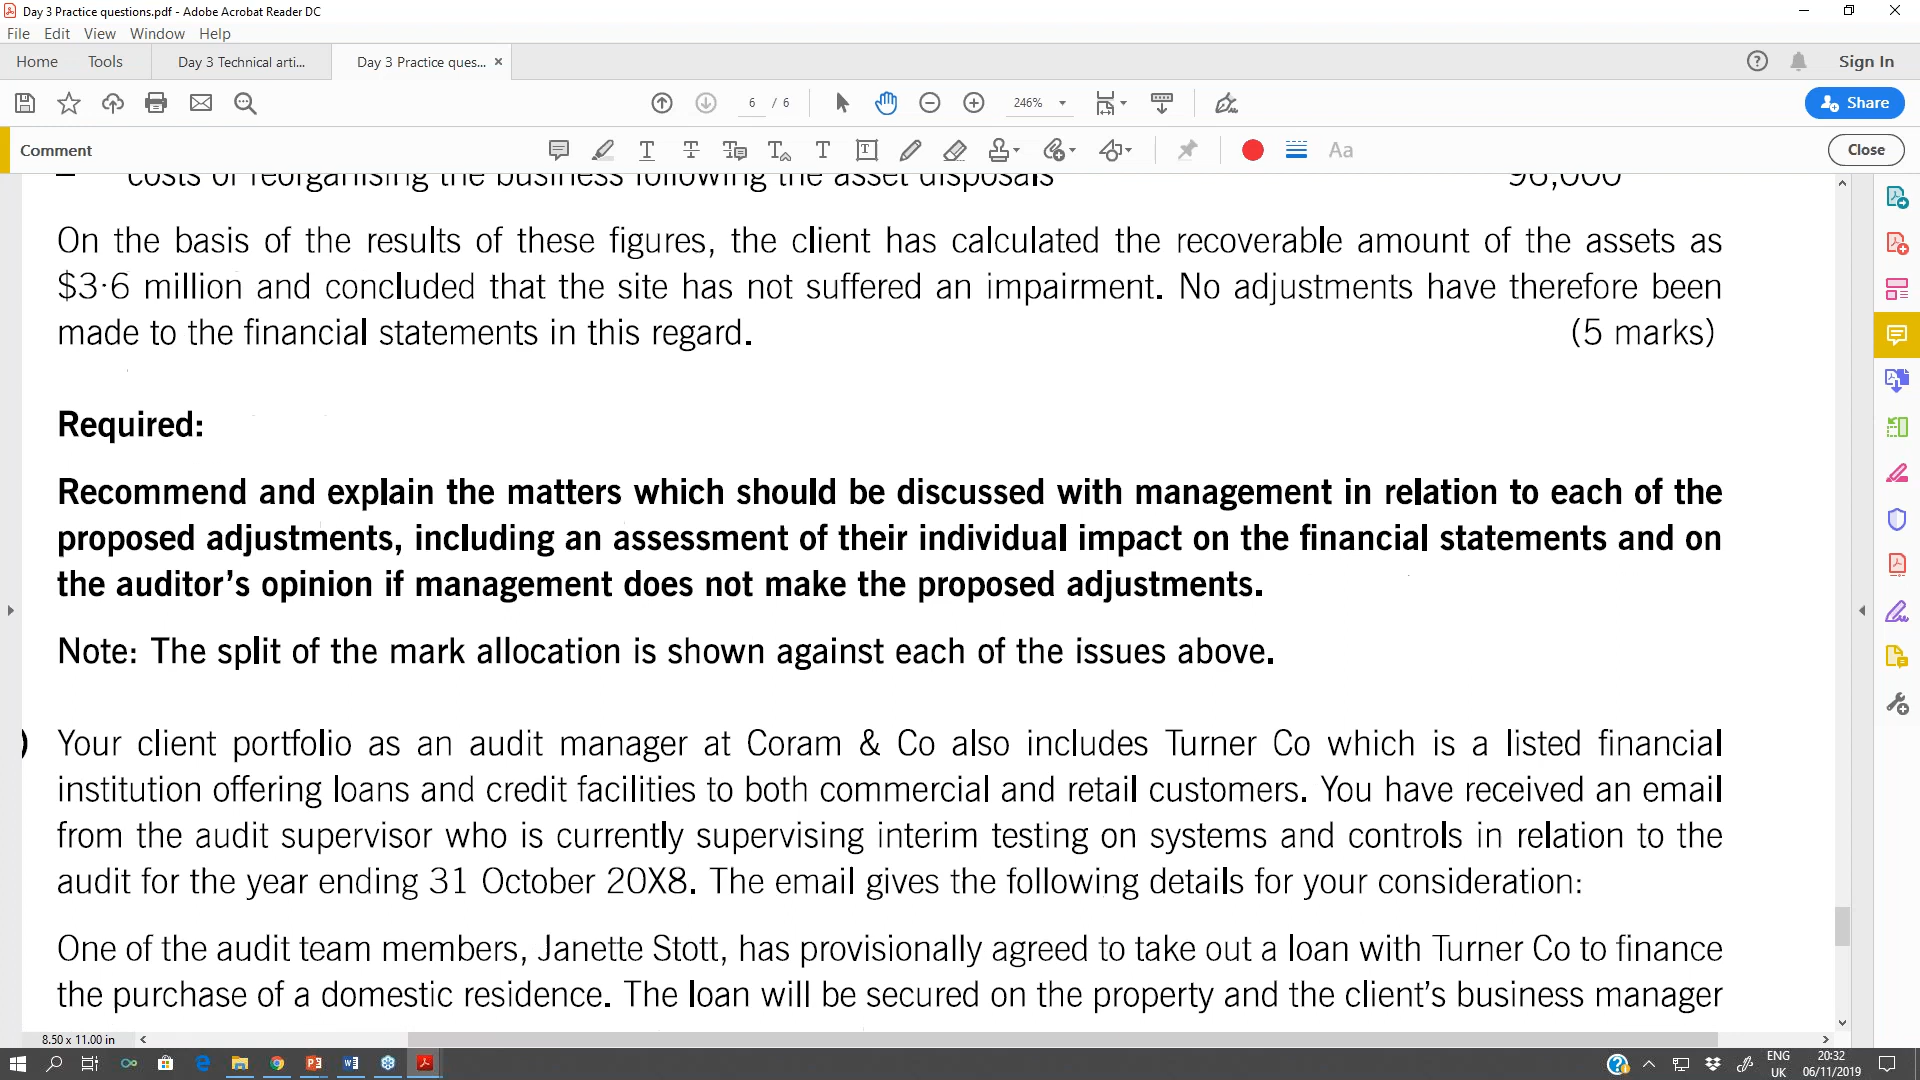 Day 3 Practice questions.pdf - Adobe Acrobat Reader DC
File Edit View Window Help
Home Tools Day 3 Technical arti... Day 3 Practice ques... × Sign In
6 / 6 246% Share
Comment Aa Close
costs of reorganising the business following the asset disposals 96,000
On the basis of the results of these figures, the client has calculated the recoverable amount of the assets as
$3·6 million and concluded that the site has not suffered an impairment. No adjustments have therefore been
made to the financial statements in this regard. (5 marks)
Required:
Recommend and explain the matters which should be discussed with management in relation to each of the
proposed adjustments, including an assessment of their individual impact on the financial statements and on
the auditor’s opinion if management does not make the proposed adjustments.
Note: The split of the mark allocation is shown against each of the issues above.
) Your client portfolio as an audit manager at Coram & Co also includes Turner Co which is a listed financial
institution offering loans and credit facilities to both commercial and retail customers. You have received an email
from the audit supervisor who is currently supervising interim testing on systems and controls in relation to the
audit for the year ending 31 October 20X8. The email gives the following details for your consideration:
One of the audit team members, Janette Stott, has provisionally agreed to take out a loan with Turner Co to finance
the purchase of a domestic residence. The loan will be secured on the property and the client’s business manager
8.50 x 11.00 in
ENG 20:32
UK 06/11/2019